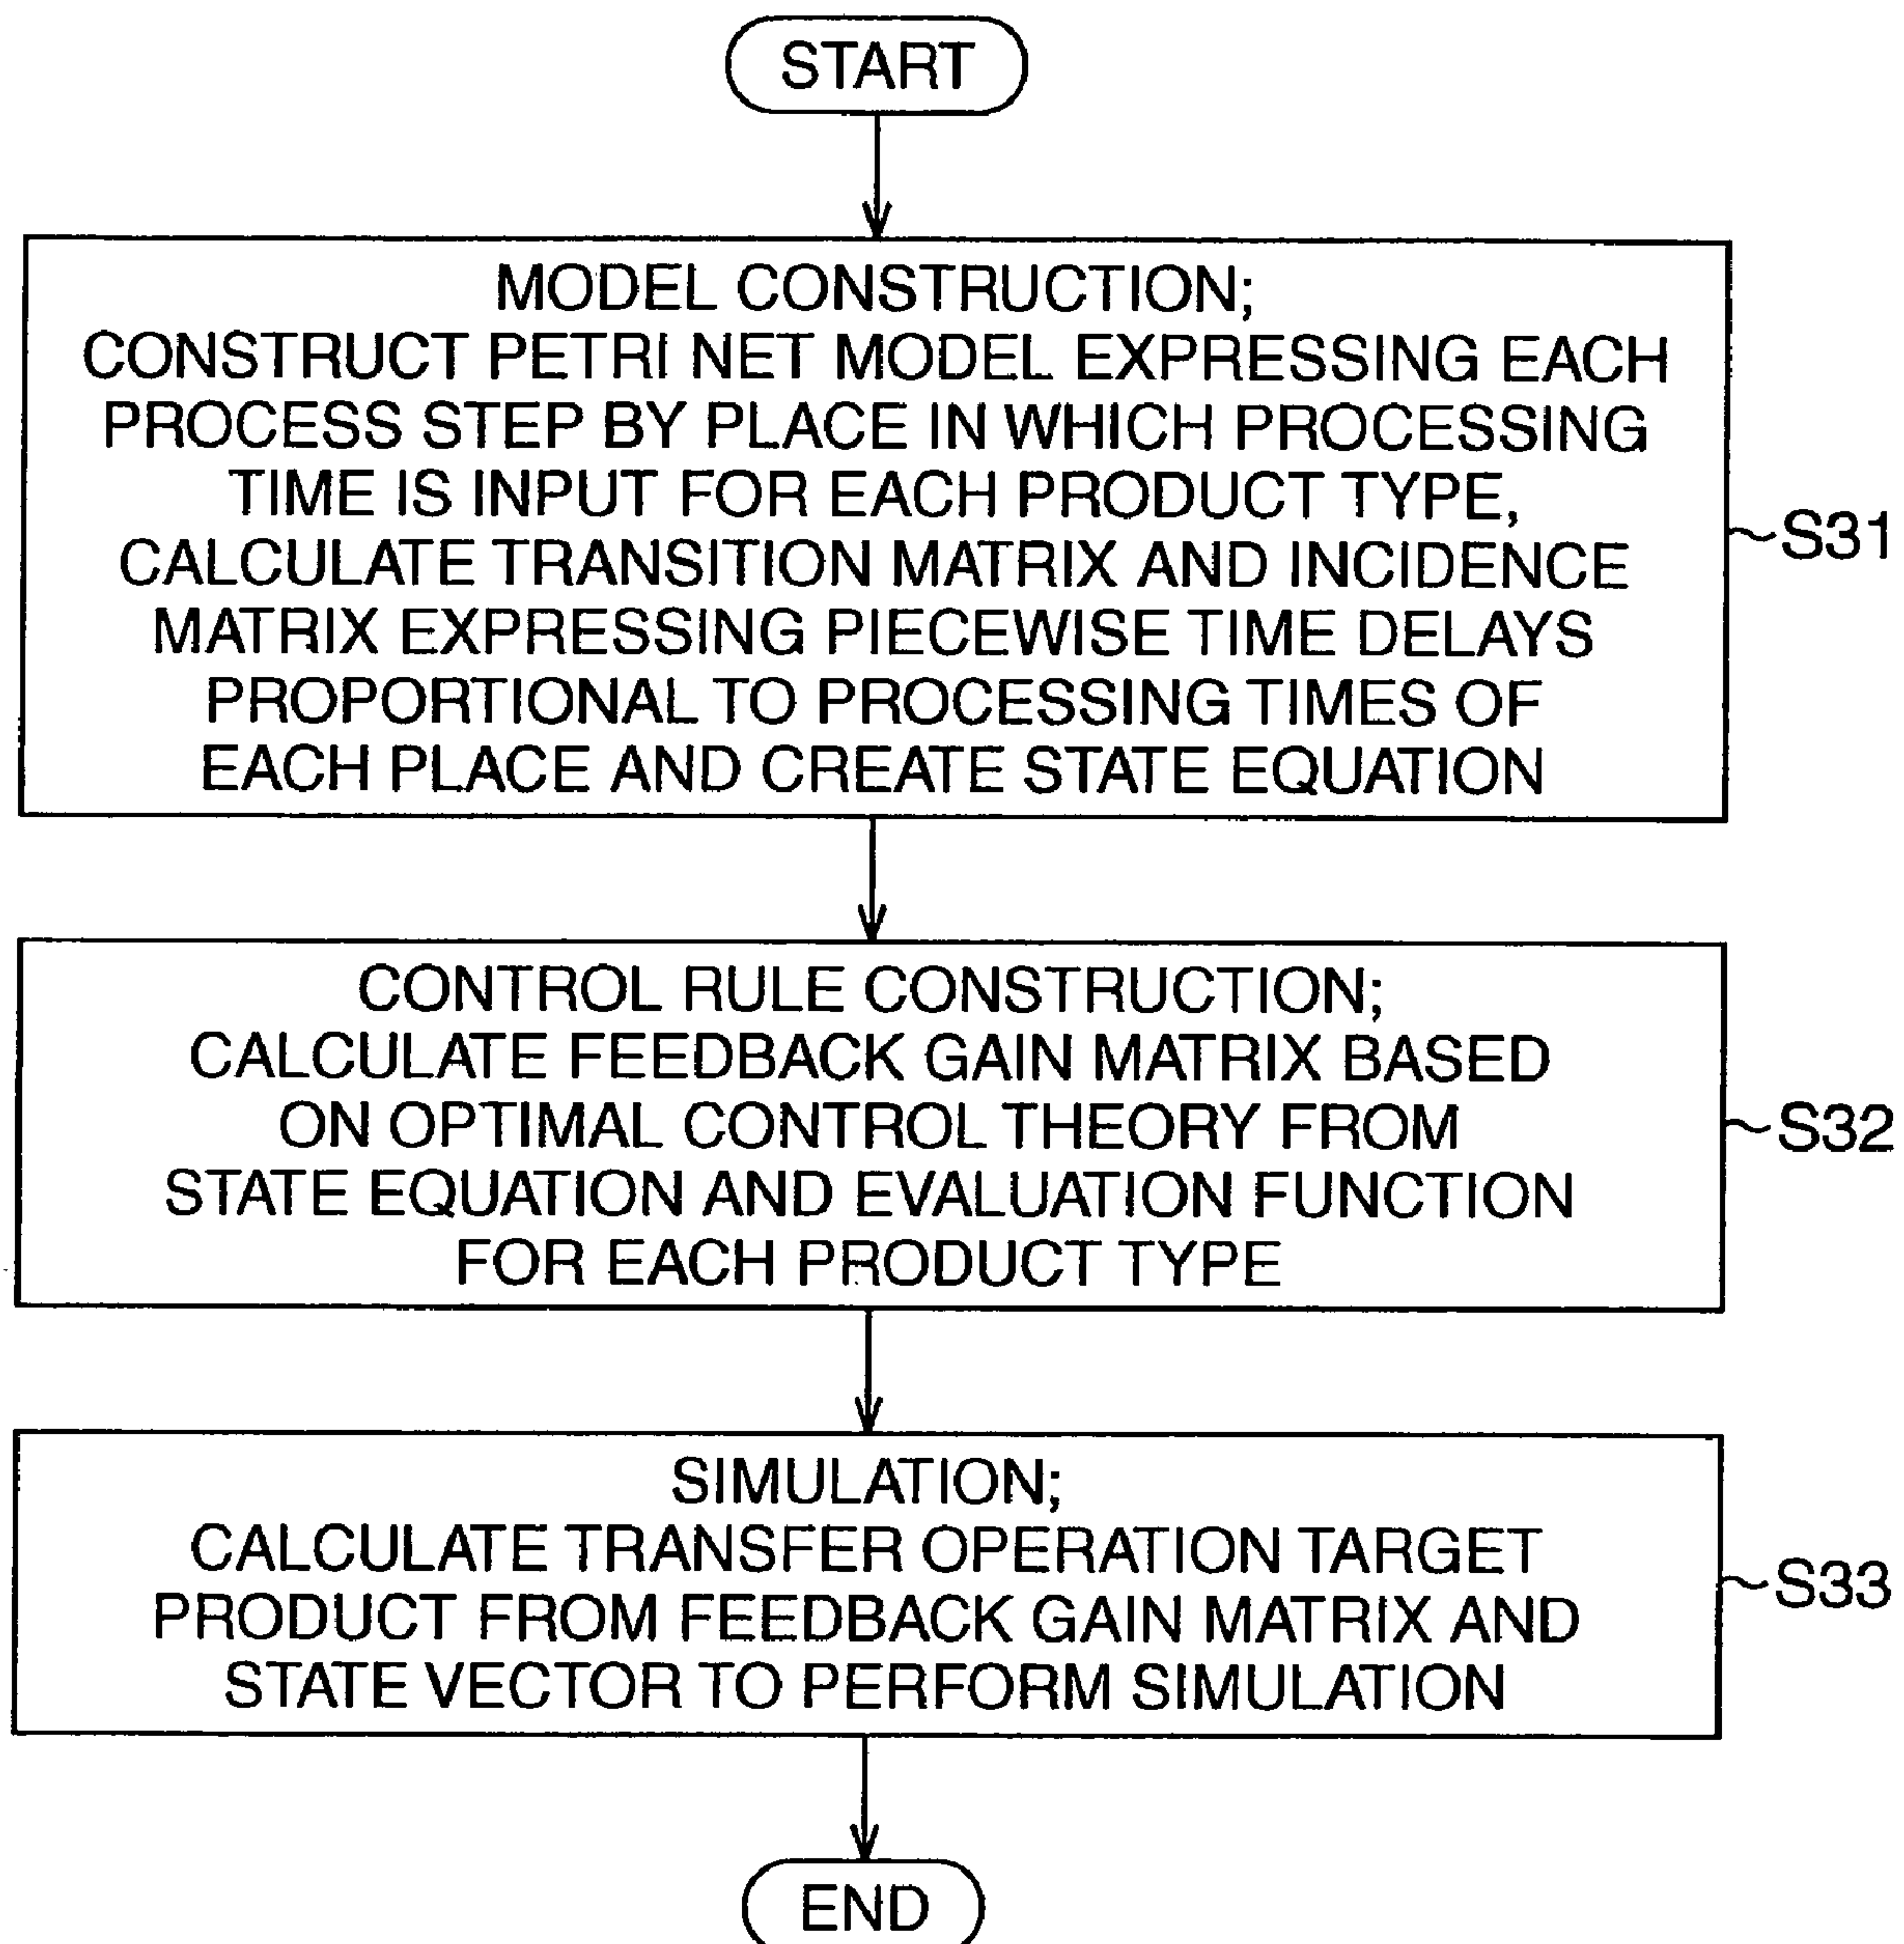 START
MODEL CONSTRUCTION;
CONSTRUCT PETRI NET MODEL EXPRESSING EACH
PROCESS STEP BY PLACE IN WHICH PROCESSING
TIME IS INPUT FOR EACH PRODUCT TYPE,
CALCULATE TRANSITION MATRIX AND INCIDENCE
MATRIX EXPRESSING PIECEWISE TIME DELAYS
PROPORTIONAL TO PROCESSING TIMES OF
EACH PLACE AND CREATE STATE EQUATION
S31
CONTROL RULE CONSTRUCTION;
CALCULATE FEEDBACK GAIN MATRIX BASED
ON OPTIMAL CONTROL THEORY FROM
STATE EQUATION AND EVALUATION FUNCTION
FOR EACH PRODUCT TYPE
S32
SIMULATION;
CALCULATE TRANSFER OPERATION TARGET
PRODUCT FROM FEEDBACK GAIN MATRIX AND
STATE VECTOR TO PERFORM SIMULATION
S33
END